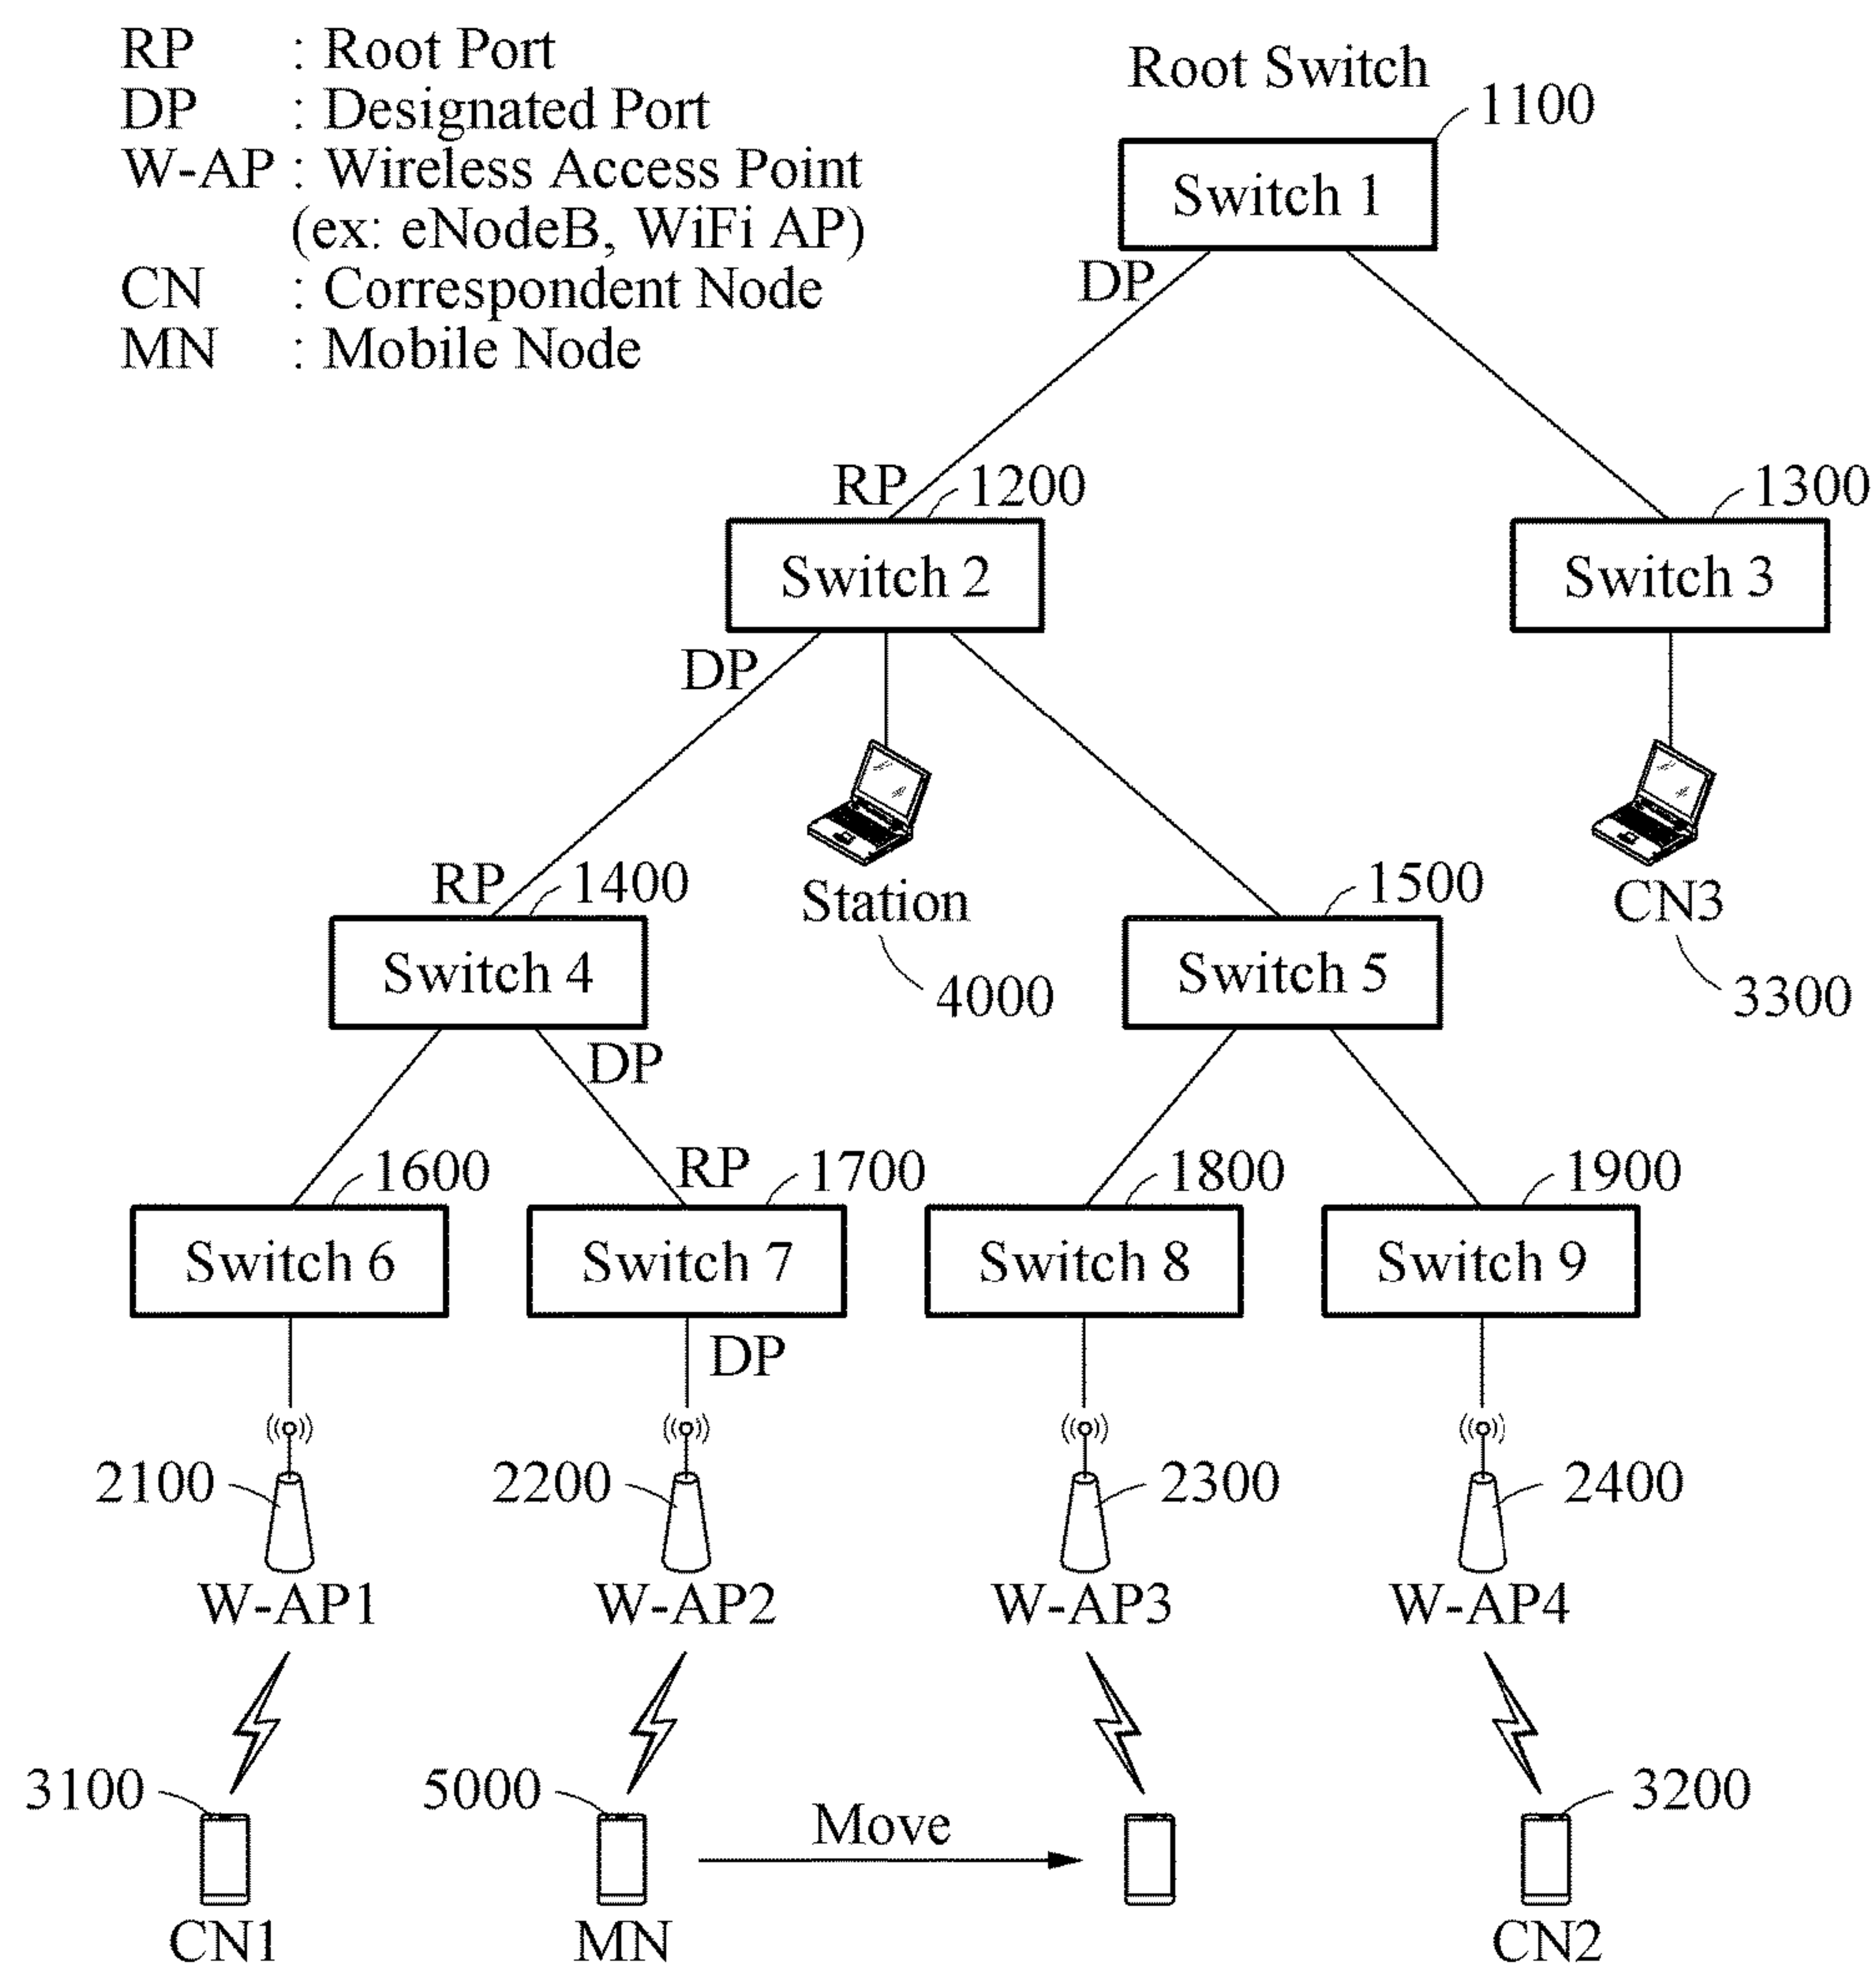 RP : Root Port
DP : Designated Port
W-AP : Wireless Access Point
(ex: eNodeB, WiFi AP)
CN : Correspondent Node
MN : Mobile Node
Root Switch
1100
Switch 1
DP
RP
1200
1300
Switch 2
Switch 3
DP
RP
1400
Station
4000
1500
CN3
3300
Switch 4
Switch 5
DP
RP
1600
1700
1800
1900
Switch 6
Switch 7
Switch 8
Switch 9
DP
2100
2200
2300
2400
W-AP1
W-AP2
W-AP3
W-AP4
3100
5000
Move
3200
CN1
MN
CN2